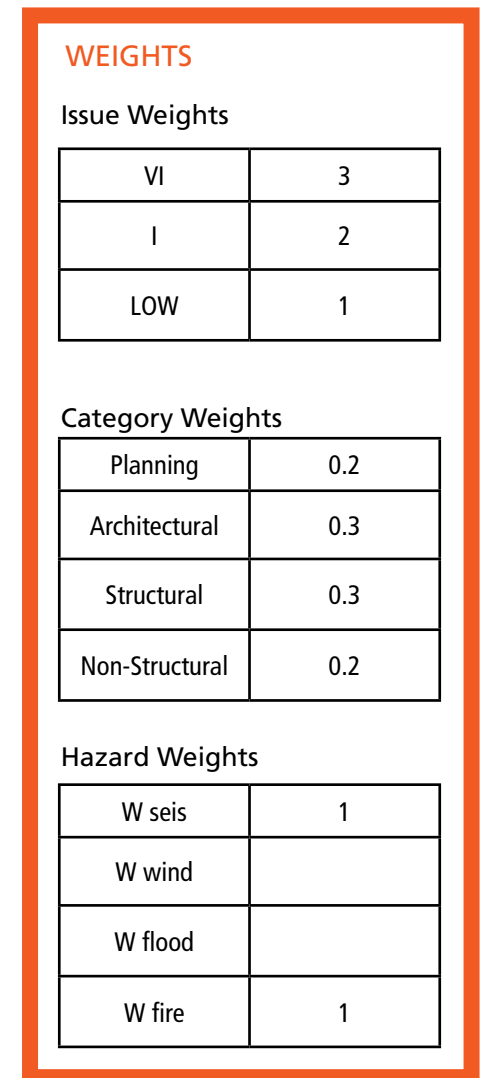 WEIGHTS
Issue Weights
VI 3
I 2
LOW 1
Category Weights
Planning 0.2
Architectural 0.3
Structural 0.3
Non-Structural 0.2
Hazard Weights
W seis 1
W wind
W flood
W fire 1